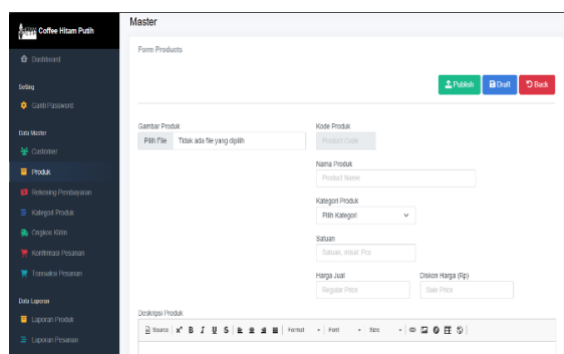 Coffee Hitam Putih
Dashboard
Setting
Ganti Password
Data Master
Customer
Produk
Rekening Pembayaran
Kategori Produk
Ongkos Kirim
Konfirmasi Pesanan
Transaksi Pesanan
Data Laporan
Laporan Produk
Laporan Pesanan
Master
Form Products
Publish Draft Back
Gambar Produk
Pilih File Tidak ada file yang dipilih
Kode Produk
Product Code
Nama Produk
Product Name
Kategori Produk
Pilih Kategori
Satuan
Satuan, misal: Pcs
Harga Jual Diskon Harga (Rp)
Regular Price Sale Price
Deskripsi Produk
Source B I U S Format Font Size